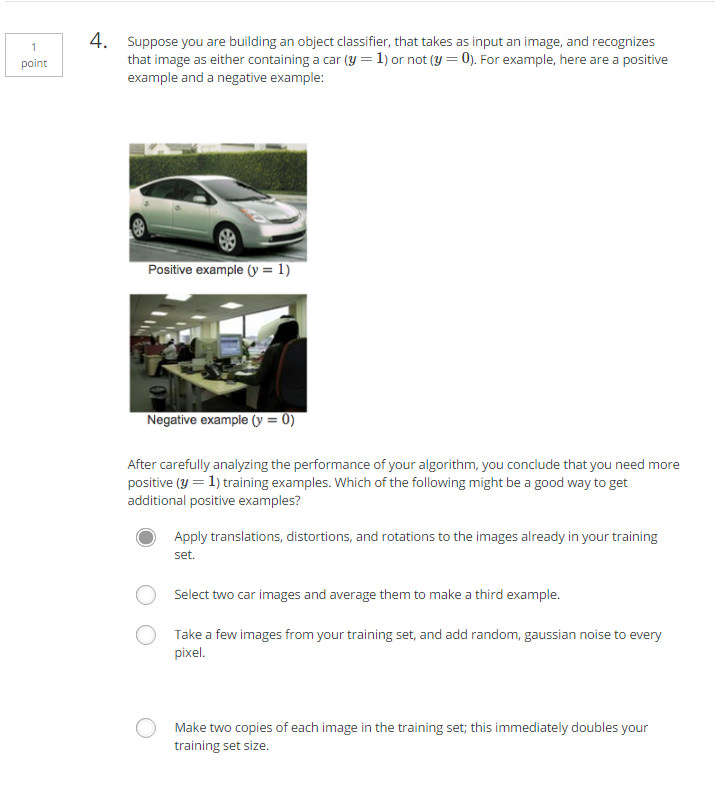 1
point
4.
Suppose you are building an object classifier, that takes as input an image, and recognizes
that image as either containing a car (y = 1) or not (y = 0). For example, here are a positive
example and a negative example:
Positive example (y = 1)
Negative example (y = 0)
After carefully analyzing the performance of your algorithm, you conclude that you need more
positive (y = 1) training examples. Which of the following might be a good way to get
additional positive examples?
Apply translations, distortions, and rotations to the images already in your training
set.
Select two car images and average them to make a third example.
Take a few images from your training set, and add random, gaussian noise to every
pixel.
Make two copies of each image in the training set; this immediately doubles your
training set size.